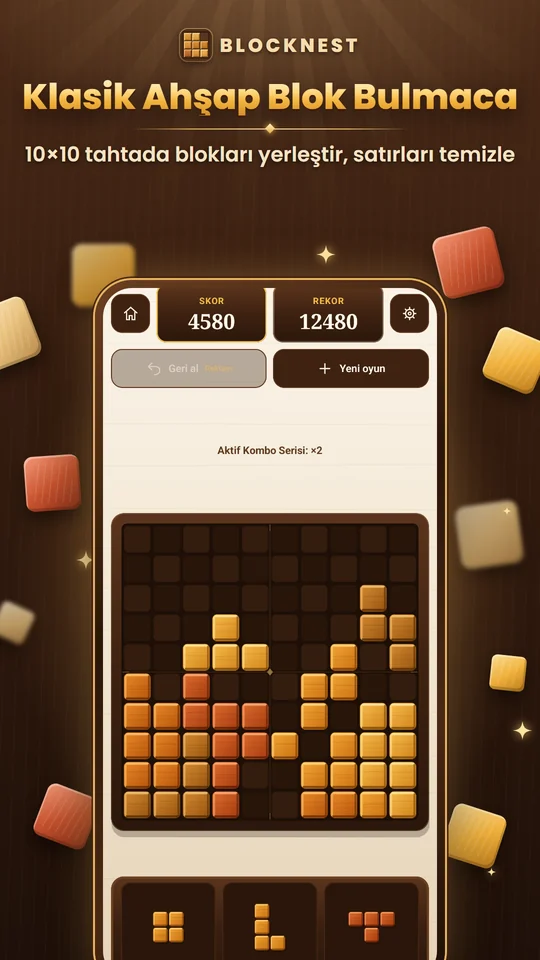 BLOCKNEST
Klasik Ahşap Blok Bulmaca
10×10 tahtada blokları yerleştir, satırları temizle
SKOR
4580
REKOR
12480
Geri al
Yeni oyun
Aktif Kombo Serisi: ×2